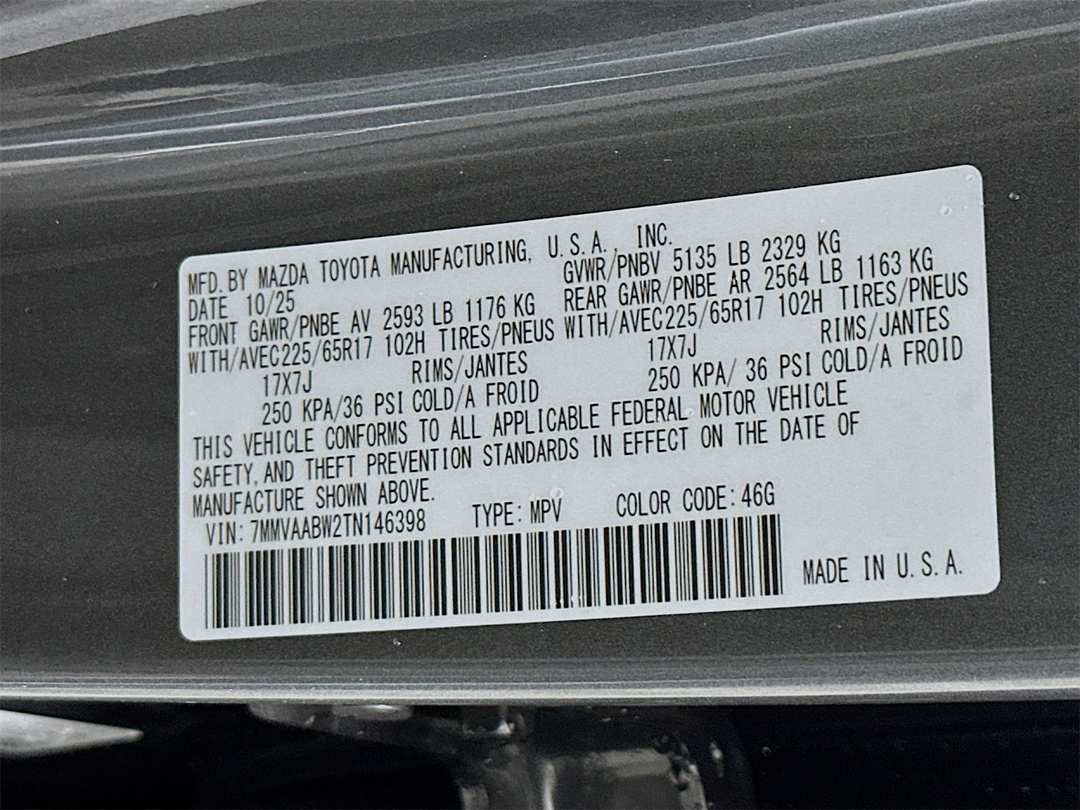 MFD. BY MAZDA TOYOTA MANUFACTURING, U.S.A., INC.
DATE 10/25 GVWR/PNBV 5135 LB 2329 KG
FRONT GAWR/PNBE AV 2593 LB 1176 KG REAR GAWR/PNBE AR 2564 LB 1163 KG
WITH/AVEC225/65R17 102H TIRES/PNEUS WITH/AVEC225/65R17 102H TIRES/PNEUS
17X7J RIMS/JANTES 17X7J RIMS/JANTES
250 KPA/36 PSI COLD/A FROID 250 KPA/ 36 PSI COLD/A FROID
THIS VEHICLE CONFORMS TO ALL APPLICABLE FEDERAL MOTOR VEHICLE
SAFETY, AND THEFT PREVENTION STANDARDS IN EFFECT ON THE DATE OF
MANUFACTURE SHOWN ABOVE.
VIN: 7MMVAABW2TN146398 TYPE: MPV COLOR CODE: 46G
MADE IN U.S.A.